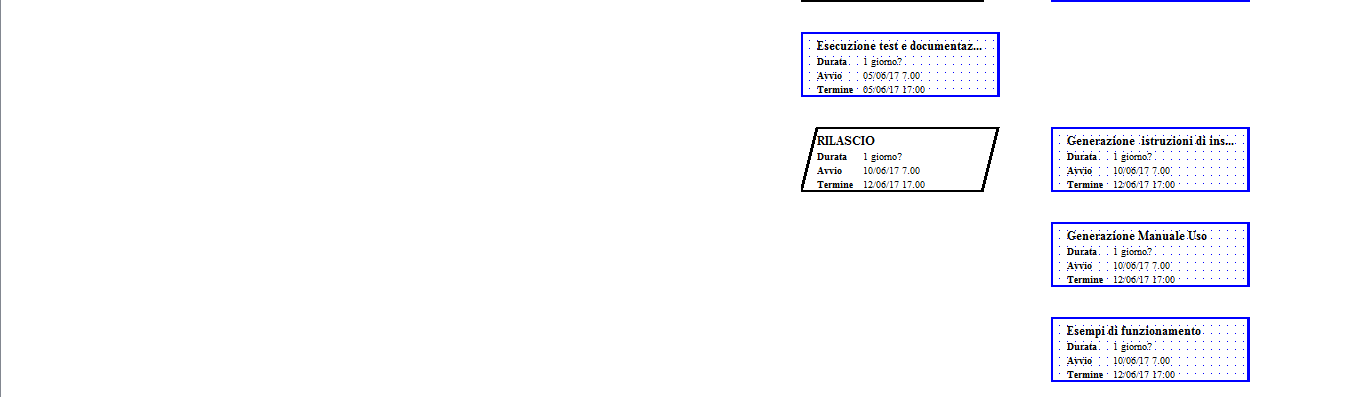 Esecuzione test e documentaz...
Durata 1 giorno?
Avvio 05/06/17 7.00
Termine 05/06/17 17:00
RILASCIO
Durata 1 giorno?
Avvio 10/06/17 7.00
Termine 12/06/17 17.00
Generazione istruzioni di ins...
Durata 1 giorno?
Avvio 10/06/17 7.00
Termine 12/06/17 17:00
Generazione Manuale Uso
Durata 1 giorno?
Avvio 10/06/17 7.00
Termine 12/06/17 17:00
Esempi di funzionamento
Durata 1 giorno?
Avvio 10/06/17 7.00
Termine 12/06/17 17:00